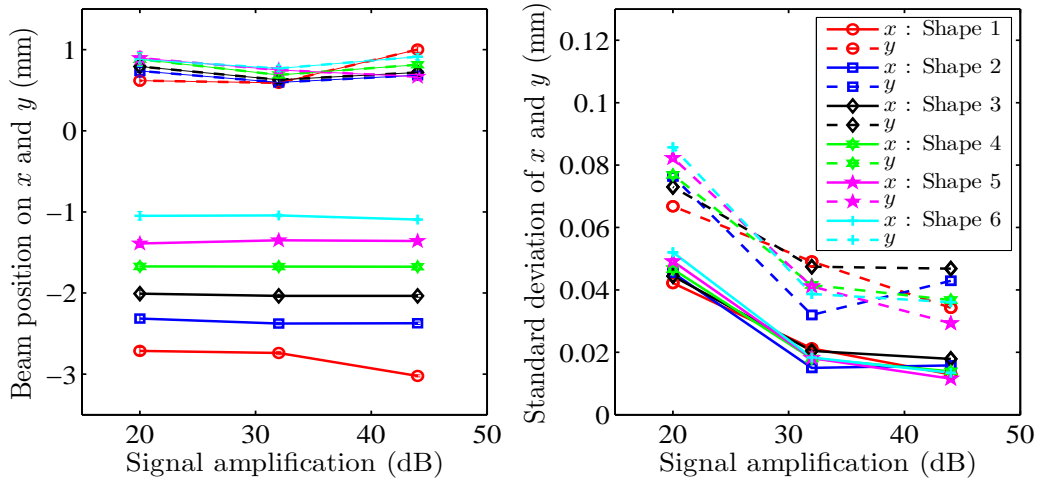 Beam position on x and y (mm)
1
0
−1
−2
−3
20
30
40
50
Signal amplification (dB)
Standard deviation of x and y (mm)
0.12
0.1
0.08
0.06
0.04
0.02
0
20
30
40
50
Signal amplification (dB)
x : Shape 1
y
x : Shape 2
y
x : Shape 3
y
x : Shape 4
y
x : Shape 5
y
x : Shape 6
y